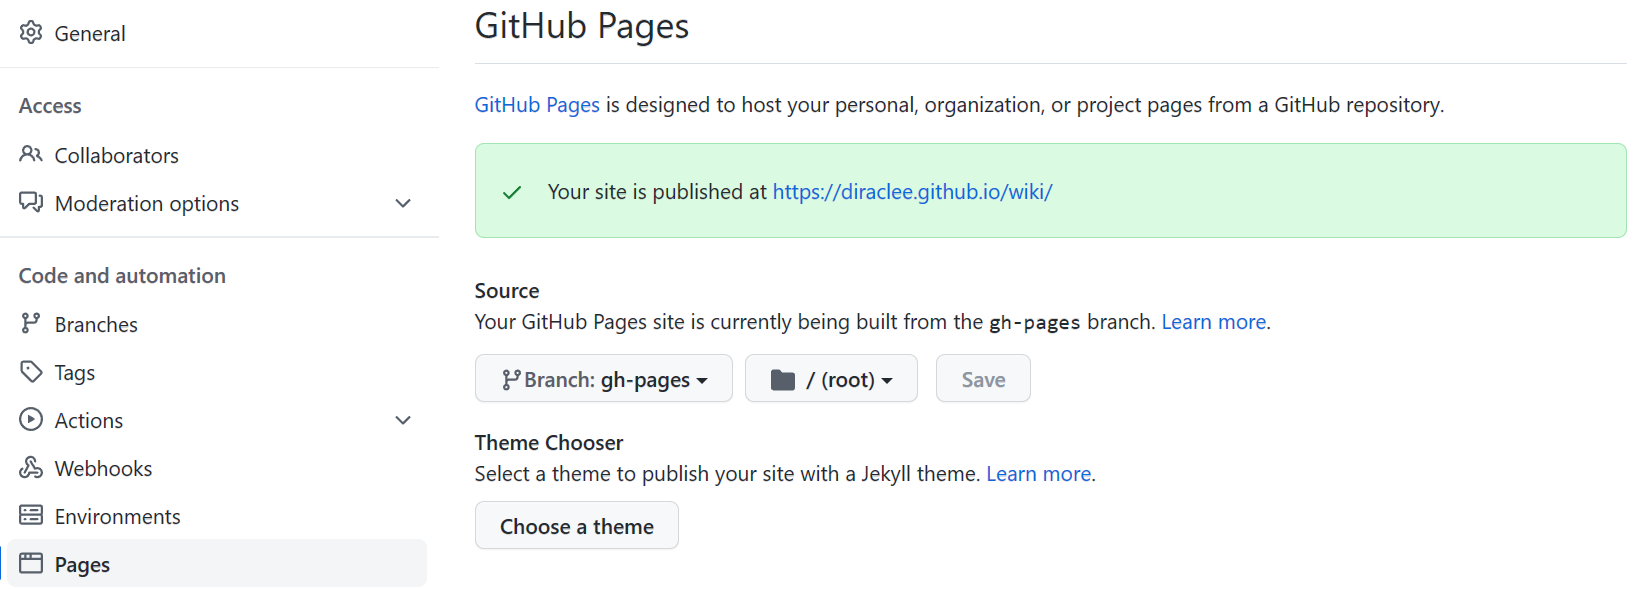 General
Access
Collaborators
Moderation options
Code and automation
Branches
Tags
Actions
Webhooks
Environments
Pages
GitHub Pages
GitHub Pages is designed to host your personal, organization, or project pages from a GitHub repository.
Your site is published at https://diraclee.github.io/wiki/
Source
Your GitHub Pages site is currently being built from the gh-pages branch. Learn more.
Branch: gh-pages / (root) Save
Theme Chooser
Select a theme to publish your site with a Jekyll theme. Learn more.
Choose a theme